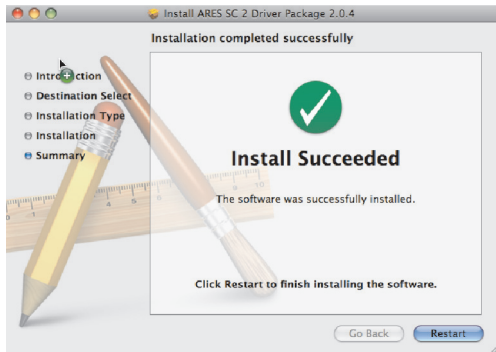 Install ARES SC 2 Driver Package 2.0.4
Installation completed successfully
Introduction
Destination Select
Installation Type
Installation
Summary
Install Succeeded
The software was successfully installed.
Click Restart to finish installing the software.
Go Back
Restart